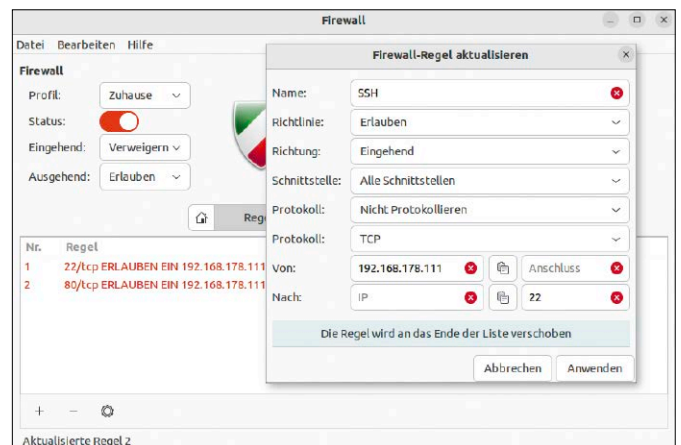 Firewall
Datei Bearbeiten Hilfe
Firewall
Profil: Zuhause
Status:
Eingehend: Verweigern
Ausgehend: Erlauben
Nr. Regel
1 22/tcp ERLAUBEN EIN 192.168.178.111
2 80/tcp ERLAUBEN EIN 192.168.178.111
Aktualisierte Regel 2
Firewall-Regel aktualisieren
Name: SSH
Richtlinie: Erlauben
Richtung: Eingehend
Schnittstelle: Alle Schnittstellen
Protokoll: Nicht Protokollieren
Protokoll: TCP
Von: 192.168.178.111 Anschluss
Nach: IP 22
Die Regel wird an das Ende der Liste verschoben
Abbrechen Anwenden